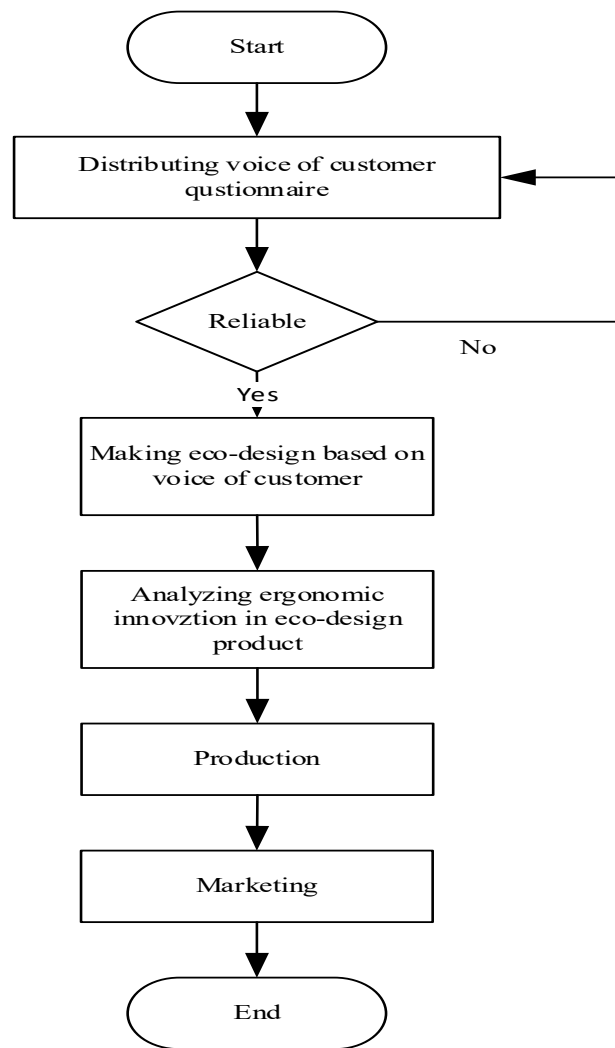 Start
Distributing voice of customer
qustionnaire
Reliable
No
Yes
Making eco-design based on
voice of customer
Analyzing ergonomic
innovztion in eco-design
product
Production
Marketing
End